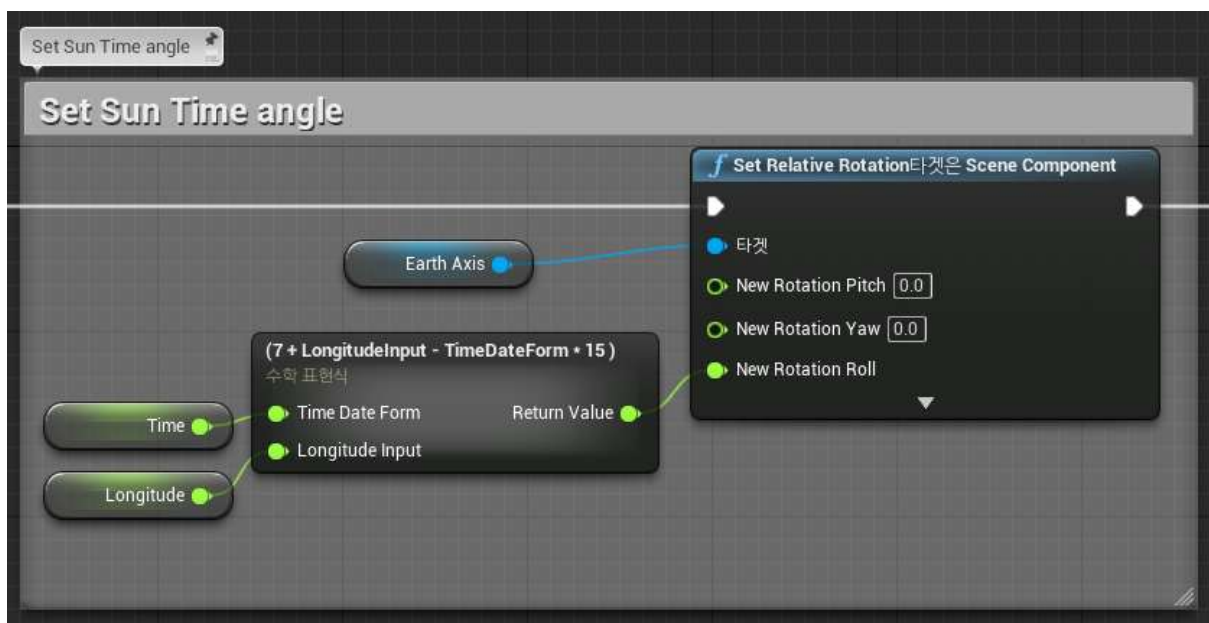 Set Sun Time angle
Set Sun Time angle
f Set Relative Rotation타겟은 Scene Component
Earth Axis
타겟
New Rotation Pitch 0.0
New Rotation Yaw 0.0
New Rotation Roll
(7 + LongitudeInput - TimeDateForm * 15 )
수학 표현식
Time
Time Date Form Return Value
Longitude Input
Longitude